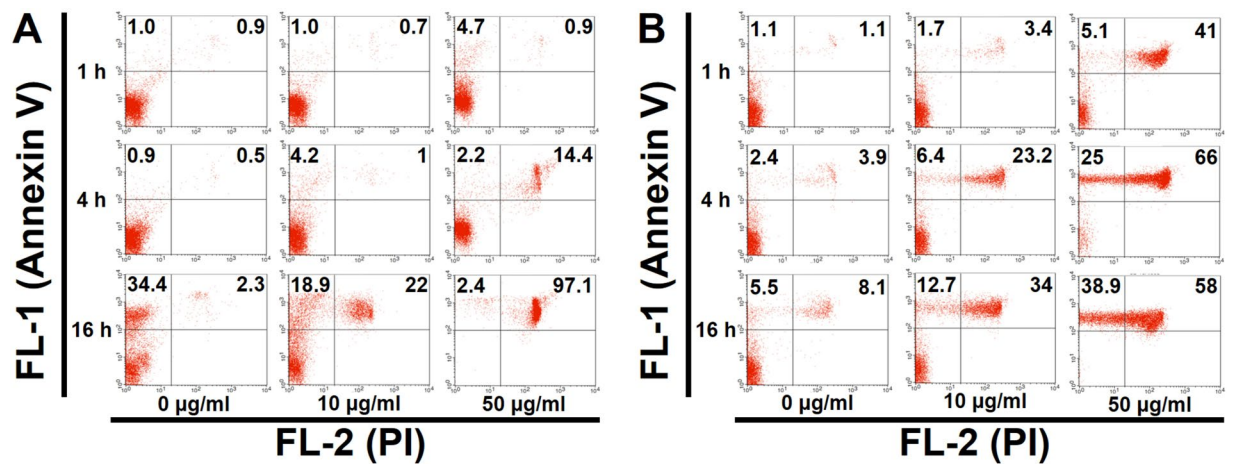 A
B
FL-1 (Annexin V)
1 h
4 h
16 h
1.0 0.9
1.0 0.7
4.7 0.9
0.9 0.5
4.2 1
2.2 14.4
34.4 2.3
18.9 22
2.4 97.1
0 µg/ml
10 µg/ml
50 µg/ml
FL-2 (PI)
FL-1 (Annexin V)
1 h
4 h
16 h
1.1 1.1
1.7 3.4
5.1 41
2.4 3.9
6.4 23.2
25 66
5.5 8.1
12.7 34
38.9 58
0 µg/ml
10 µg/ml
50 µg/ml
FL-2 (PI)